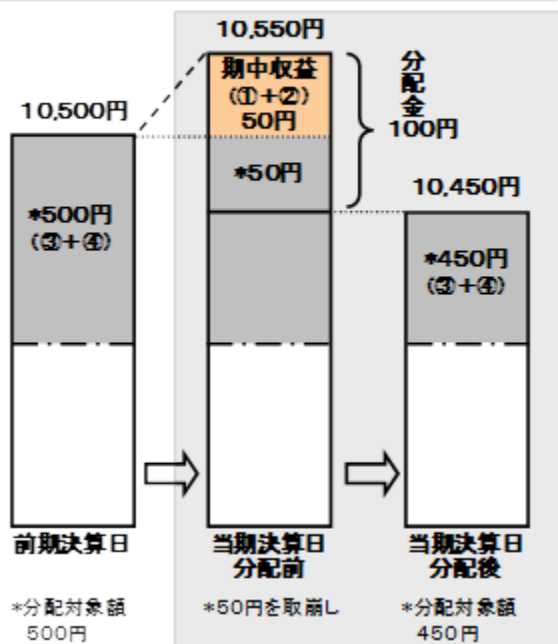 10,550円
期中収益
(①+②)
50円
分配金
100円
10,500円
*50円
10,450円
*500円
(③+④)
*450円
(③+④)
前期決算日
当期決算日
分配前
当期決算日
分配後
*分配対象額
500円
*50円を取崩し
*分配対象額
450円